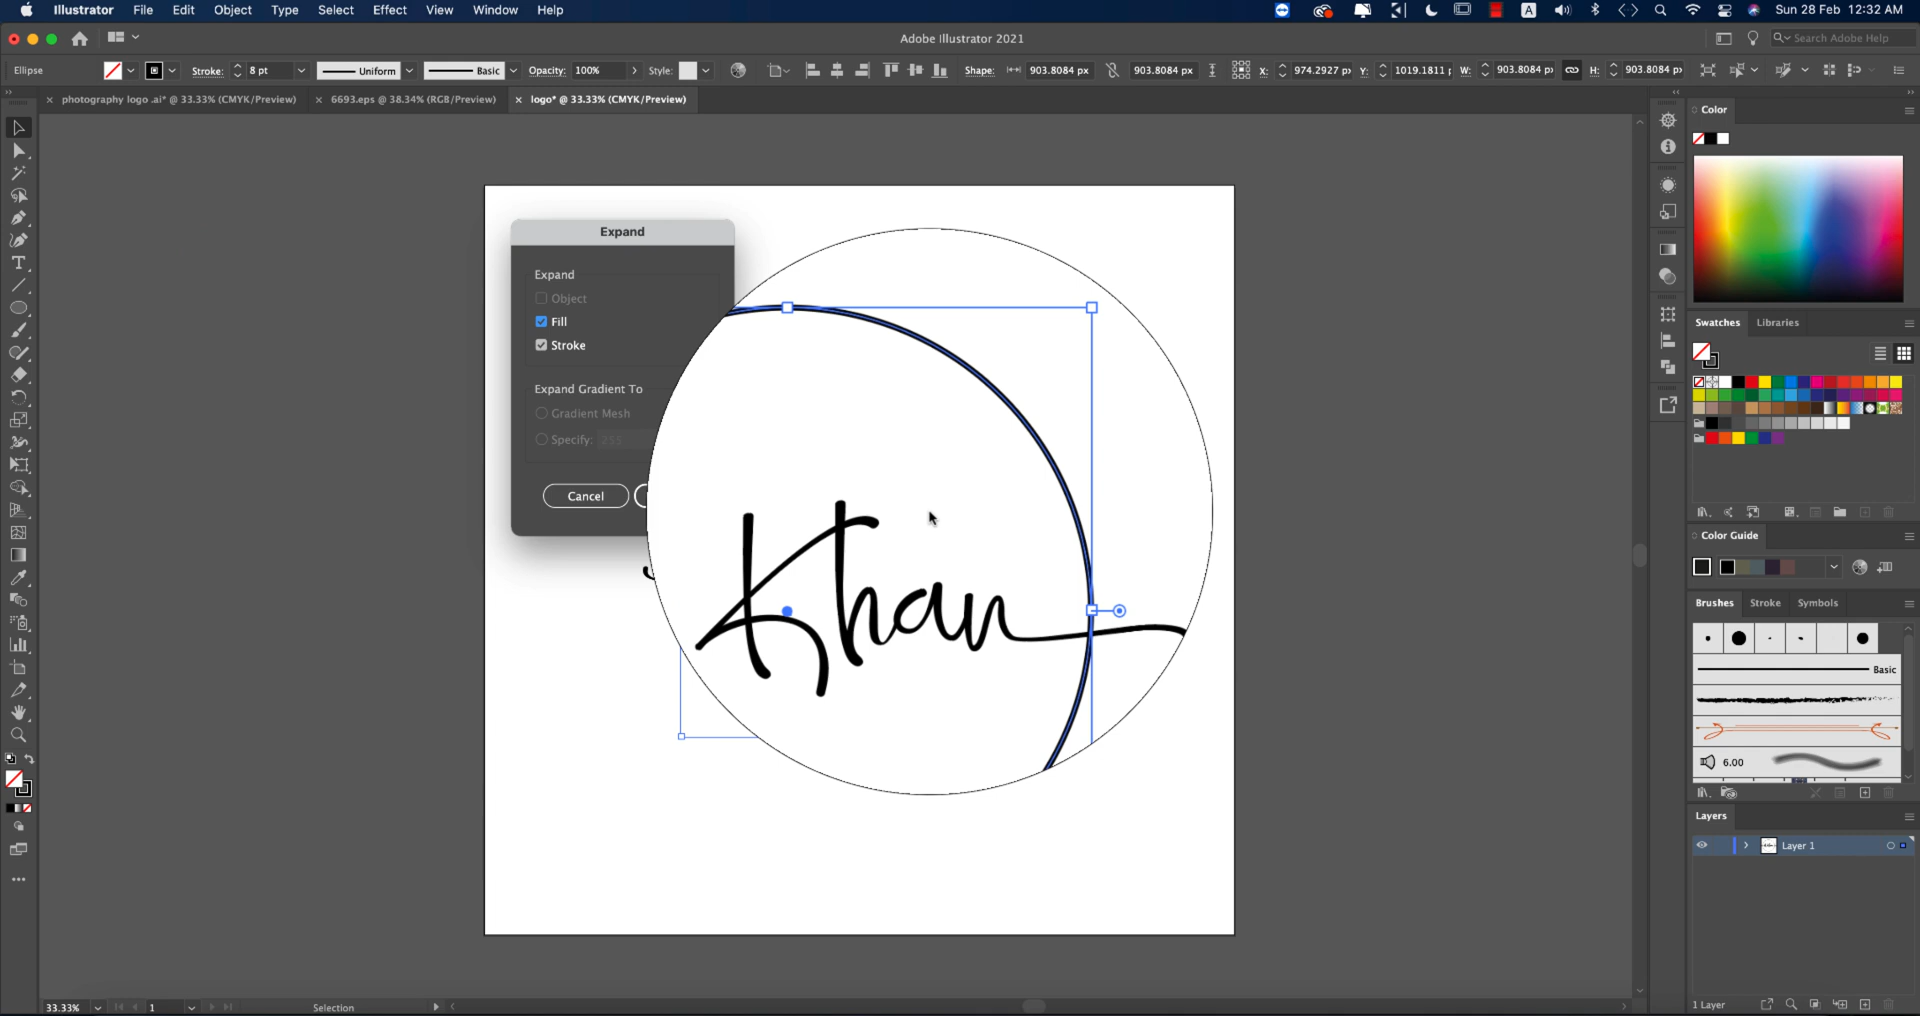 Illustrator File Edit Object Type Select Effect View Window Help
A Sun 28 Feb 12:32 AM
Adobe Illustrator 2021
Search Adobe Help
Ellipse Stroke: 8 pt Uniform Basic Opacity: 100% Style: Shape: 903.8084 px 903.8084 px X: 974.2927 px Y: 1019.1811 W: 903.8084 px H: 903.8084 px
photography logo .ai* @ 33.33% (CMYK/Preview) 6693.eps @ 38.34% (RGB/Preview) logo* @ 33.33% (CMYK/Preview)
Color
Expand
Expand
Object
Fill
Stroke
Expand Gradient To
Gradient Mesh
Specify: 255
Cancel
Khan
Swatches Libraries
Color Guide
Brushes Stroke Symbols
Basic
6.00
Layers
Layer 1
1 Layer
33.33% 1 Selection